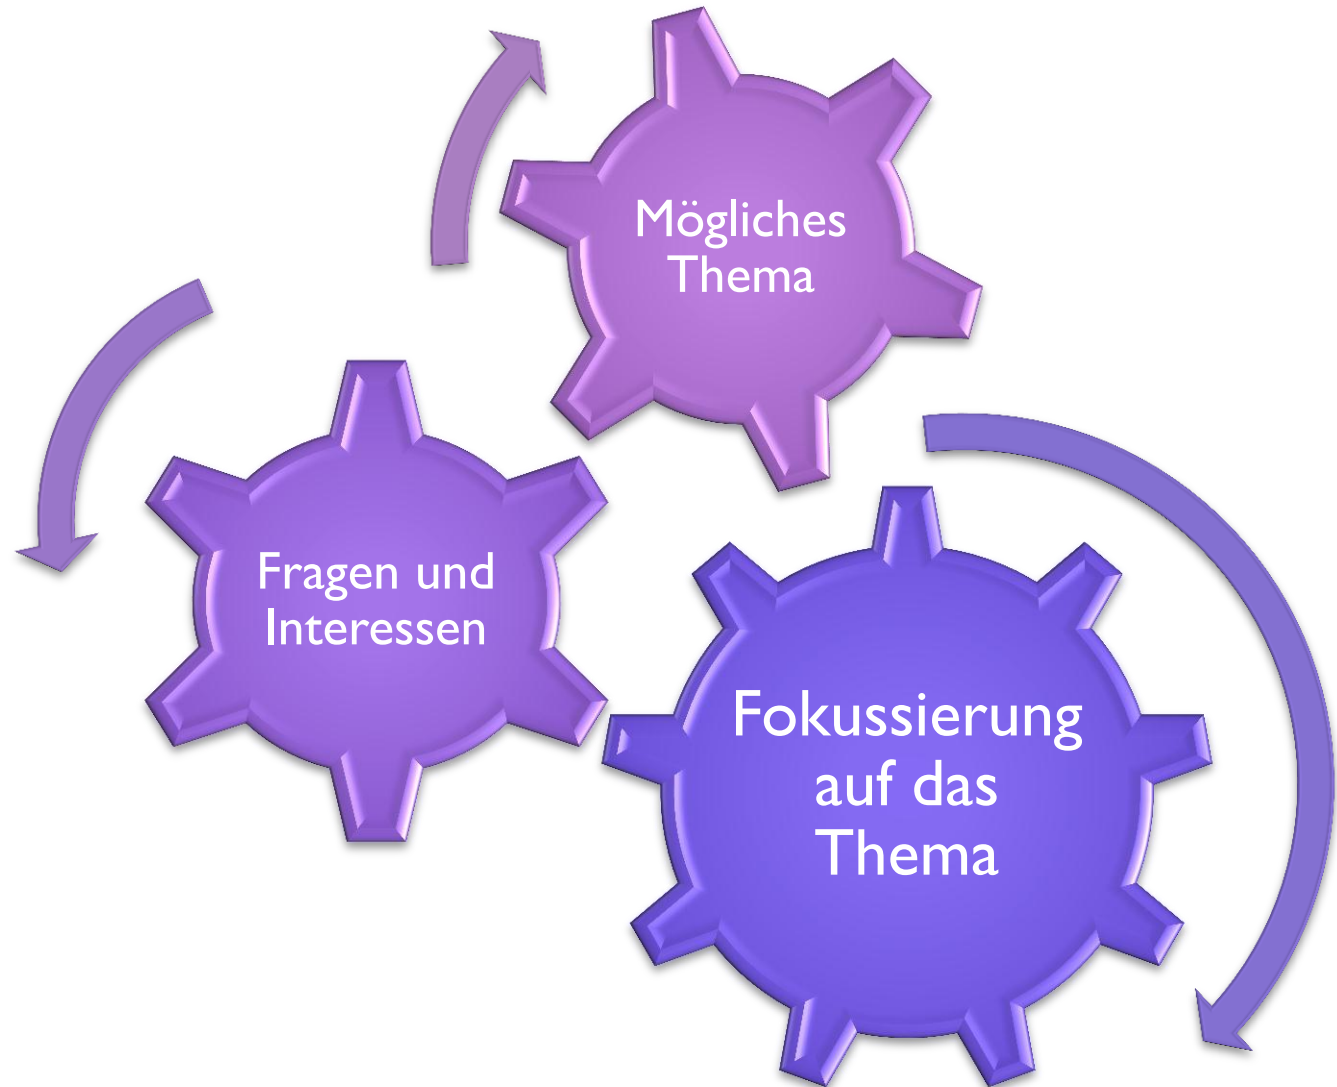 Mögliches
Thema
Fragen und
Interessen
Fokussierung
auf das
Thema